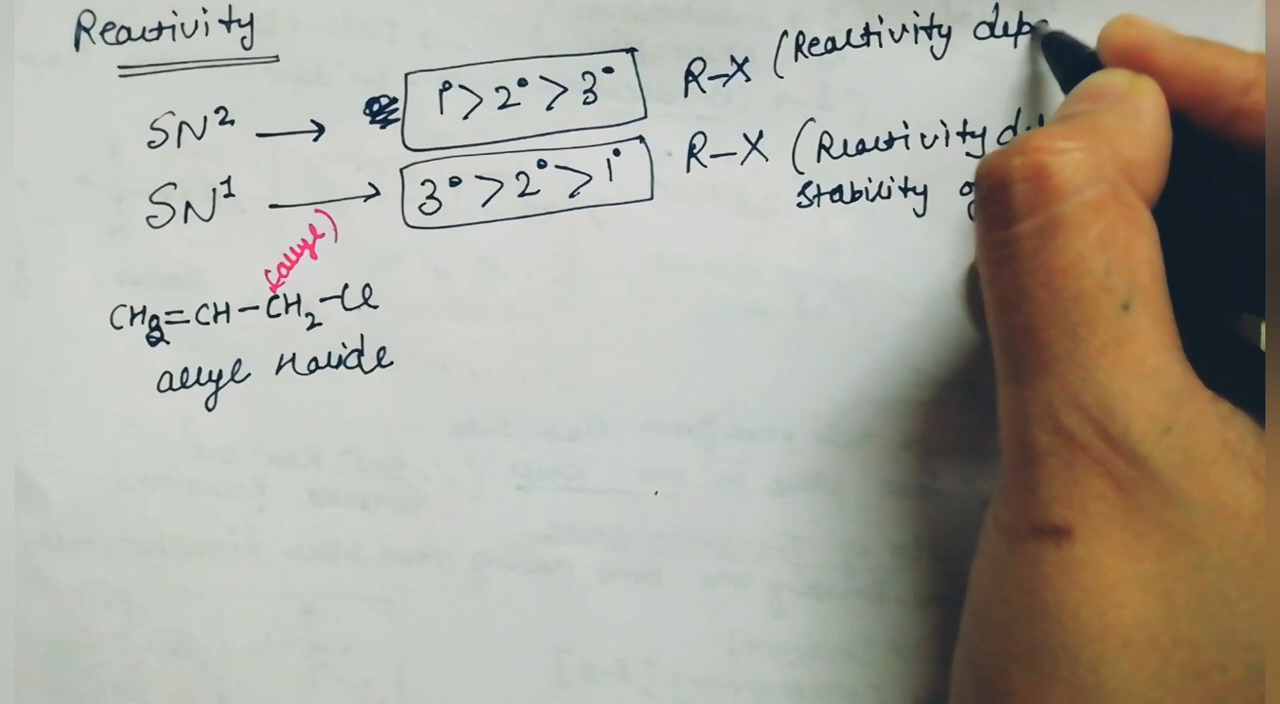 Reactivity
SN² → 1° > 2° > 3° R-X (Reactivity dep
SN¹ → 3° > 2° > 1° R-X (Reactivity d
Stability o
(allyl)
CH2=CH-CH2-Cl
allyl Halide